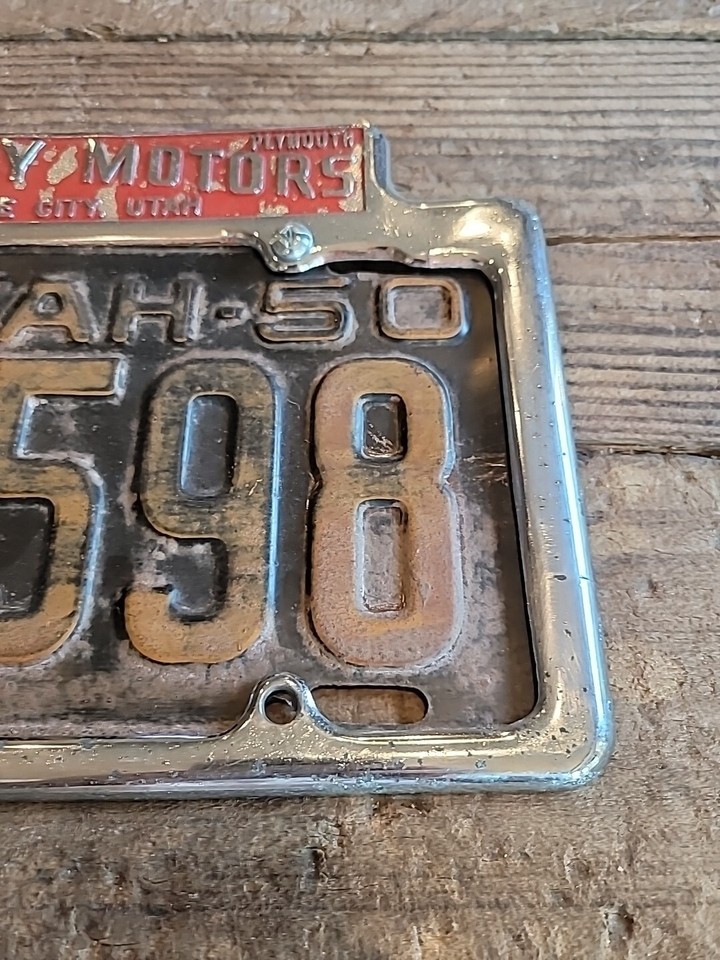 PLYMOUTH
Y MOTORS
E CITY, UTAH
AH-50
598